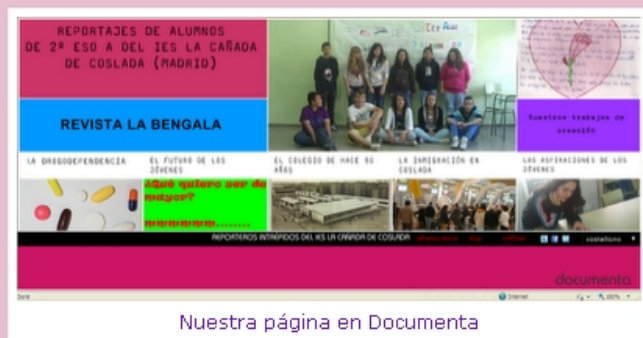 REPORTAJES DE ALUMNOS
DE 2º ESO A DEL IES LA CAÑADA
DE COSLADA (MADRID)
REVISTA LA BENGALA
Nuestros trabajos de
creación
LA DROGODEPENDENCIA
EL FUTURO DE LOS
JÓVENES
EL COLEGIO DE HACE 50
AÑOS
LA INMIGRACIÓN EN
COSLADA
LAS ASPIRACIONES DE LOS
JÓVENES
¿Qué quiero ser de
mayor?
mmmmmm.......
REPORTEROS INTRÉPIDOS DEL IES LA CAÑADA DE COSLADA
castellano
documenta
Done
Internet
100%
Nuestra página en Documenta